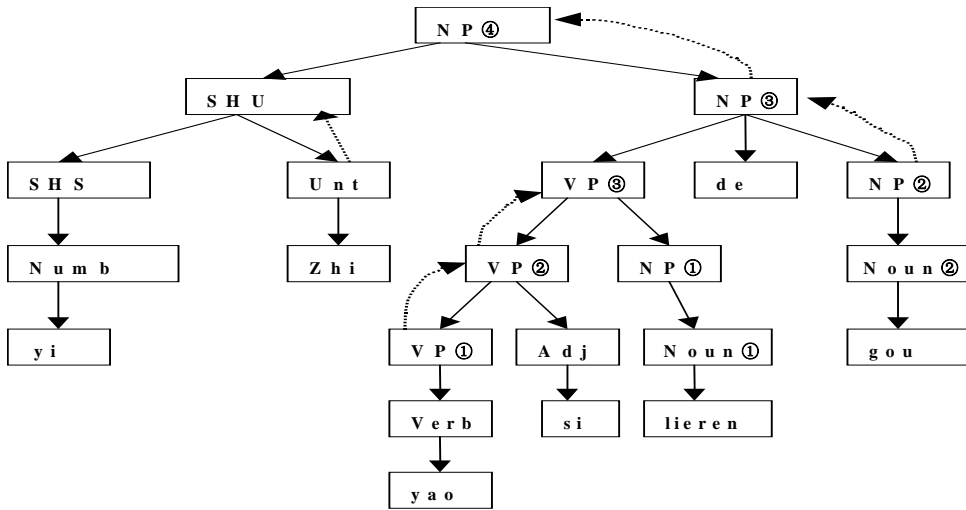 NP④
SHU
NP③
SHS
Unt
VP③
de
NP②
Numb
Zhi
VP②
NP①
Noun②
yi
VP①
Adj
Noun①
gou
Verb
si
lieren
yao